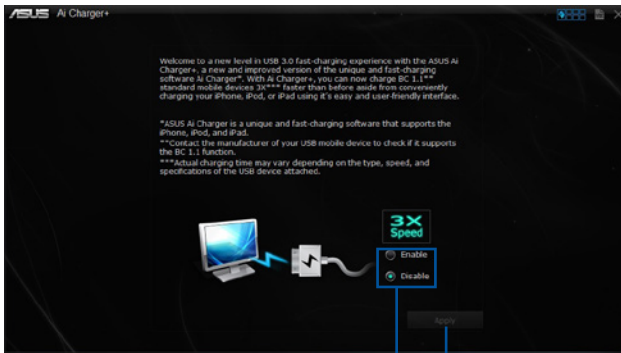 ASUS Ai Charger+
Welcome to a new level in USB 3.0 fast-charging experience with the ASUS Ai
Charger+, a new and improved version of the unique and fast-charging
software Ai Charger*. With Ai Charger+, you can now charge BC 1.1**
standard mobile devices 3X*** faster than before aside from conveniently
charging your iPhone, iPod, or iPad using it's easy and user-friendly interface.
*ASUS Ai Charger is a unique and fast-charging software that supports the
iPhone, iPod, and iPad.
**Contact the manufacturer of your USB mobile device to check if it supports
the BC 1.1 function.
***Actual charging time may vary depending on the type, speed, and
specifications of the USB device attached.
3X
Speed
Enable
Disable
Apply